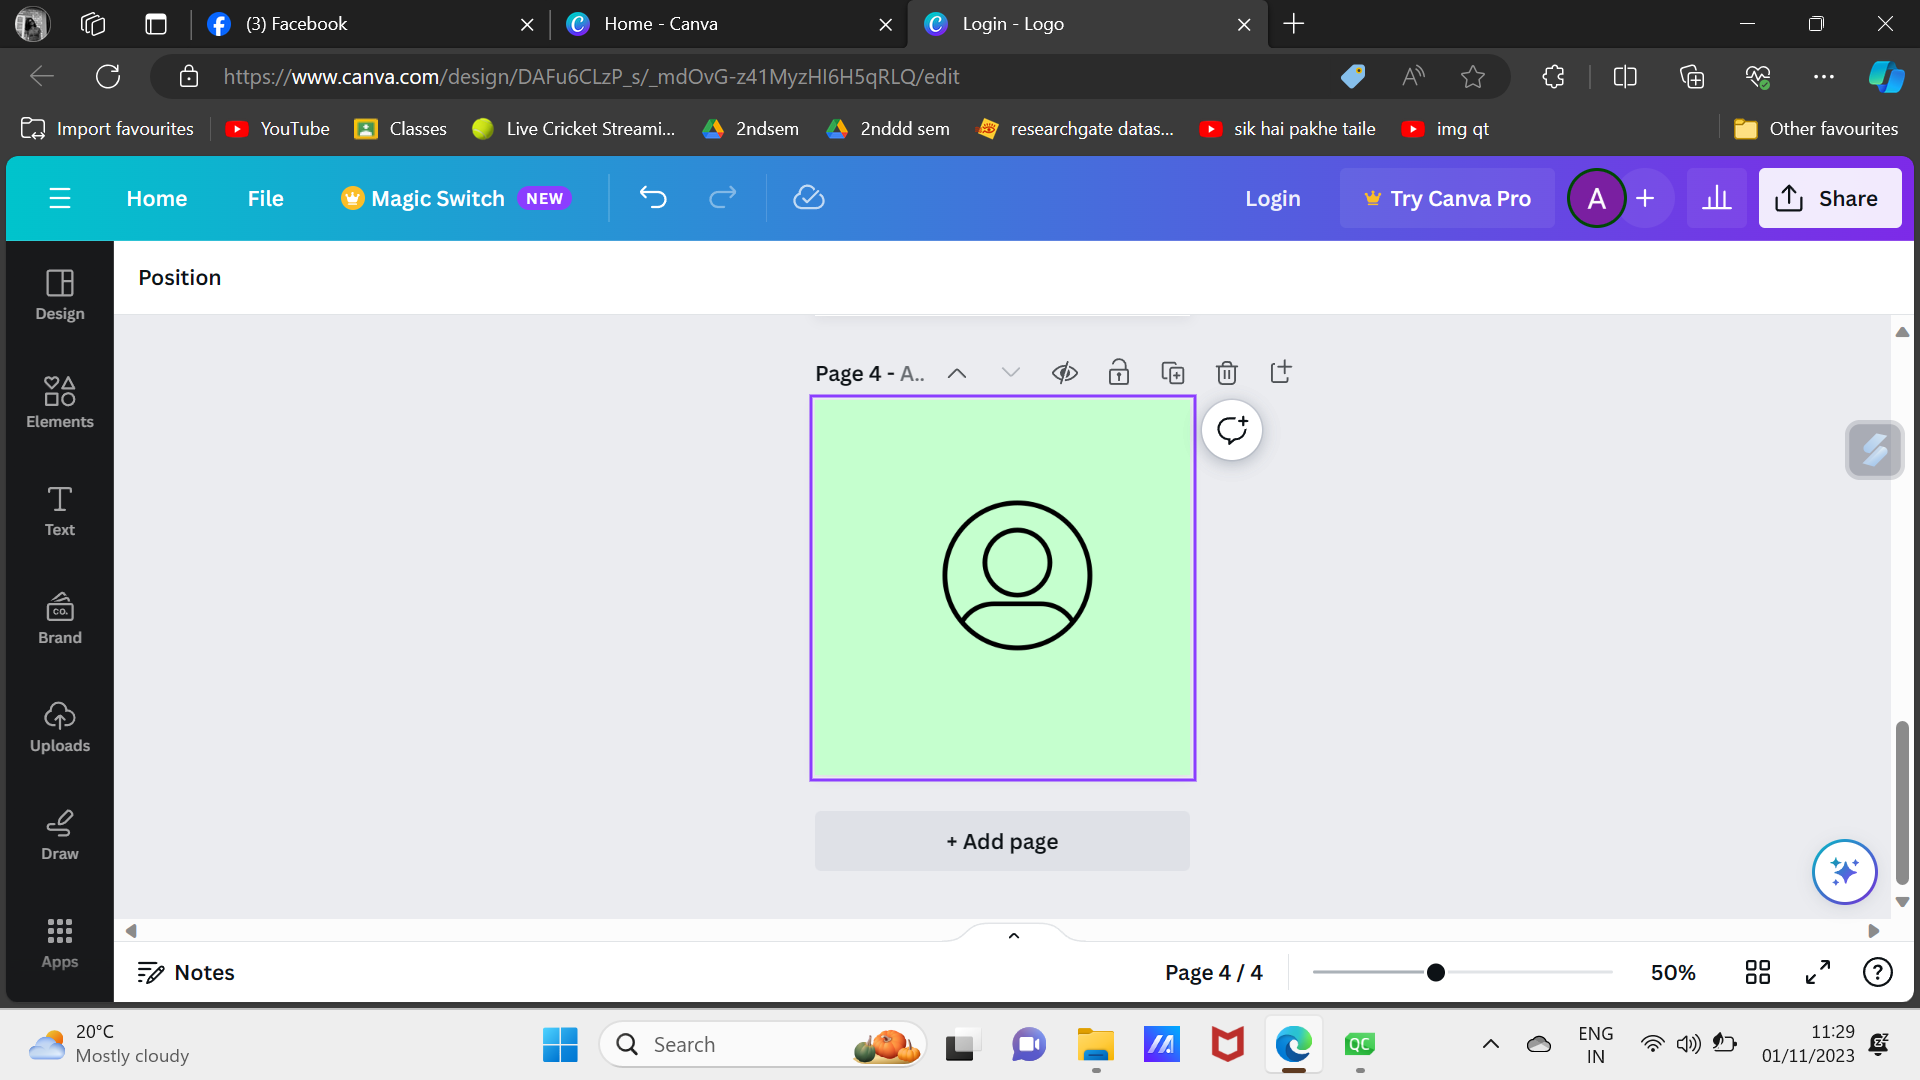 (3) Facebook
Home - Canva
Login - Logo
https://www.canva.com/design/DAFu6CLzP_s/_mdOvG-z41MyzHI6H5qRLQ/edit
Import favourites
YouTube
Classes
Live Cricket Streami...
2ndsem
2nddd sem
researchgate datas...
sik hai pakhe taile
img qt
Other favourites
Home
File
Magic Switch
NEW
Login
Try Canva Pro
A
Share
Position
Design
Elements
Text
CO.
Brand
Uploads
Draw
Apps
Page 4 - A..
+ Add page
Notes
Page 4 / 4
50%
20°C
Mostly cloudy
Search
QC
ENG
IN
11:29
01/11/2023